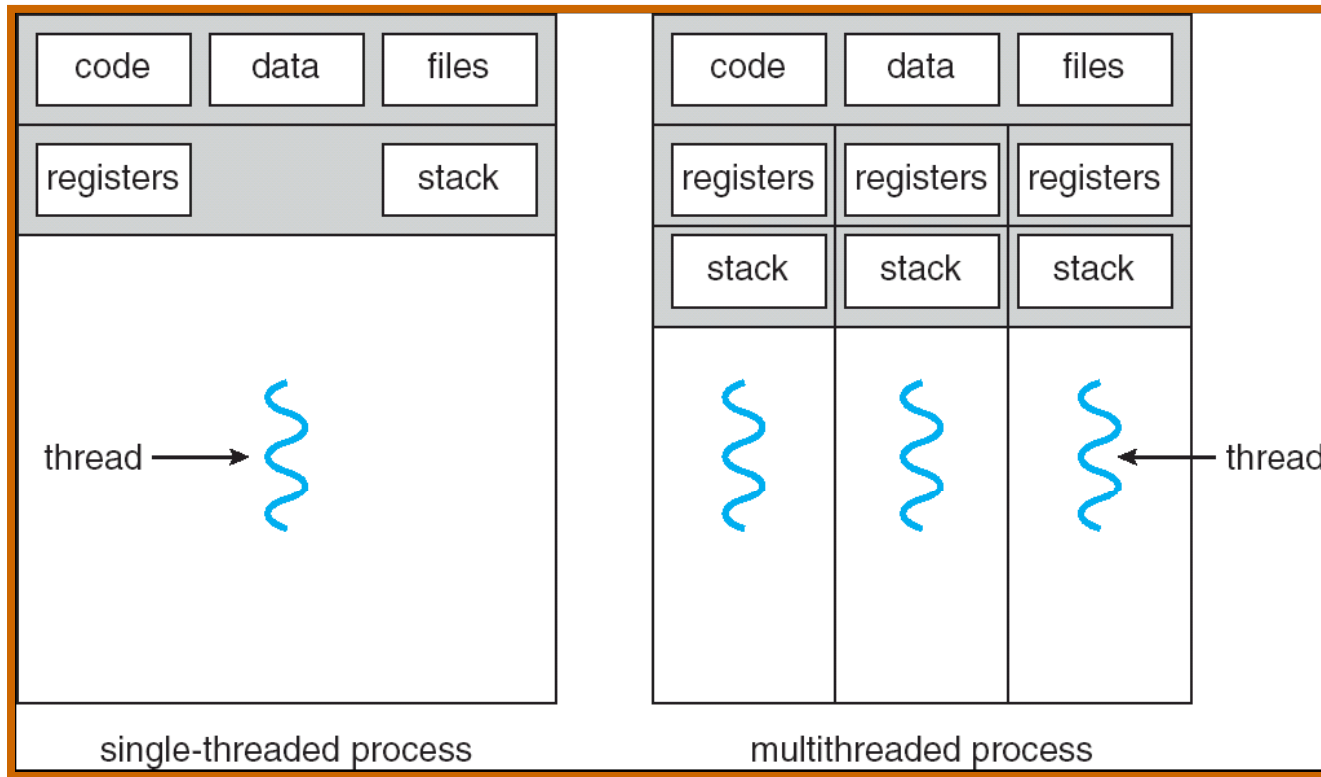 code data files
registers stack
thread
single-threaded process
code data files
registers registers registers
stack stack stack
thread
multithreaded process